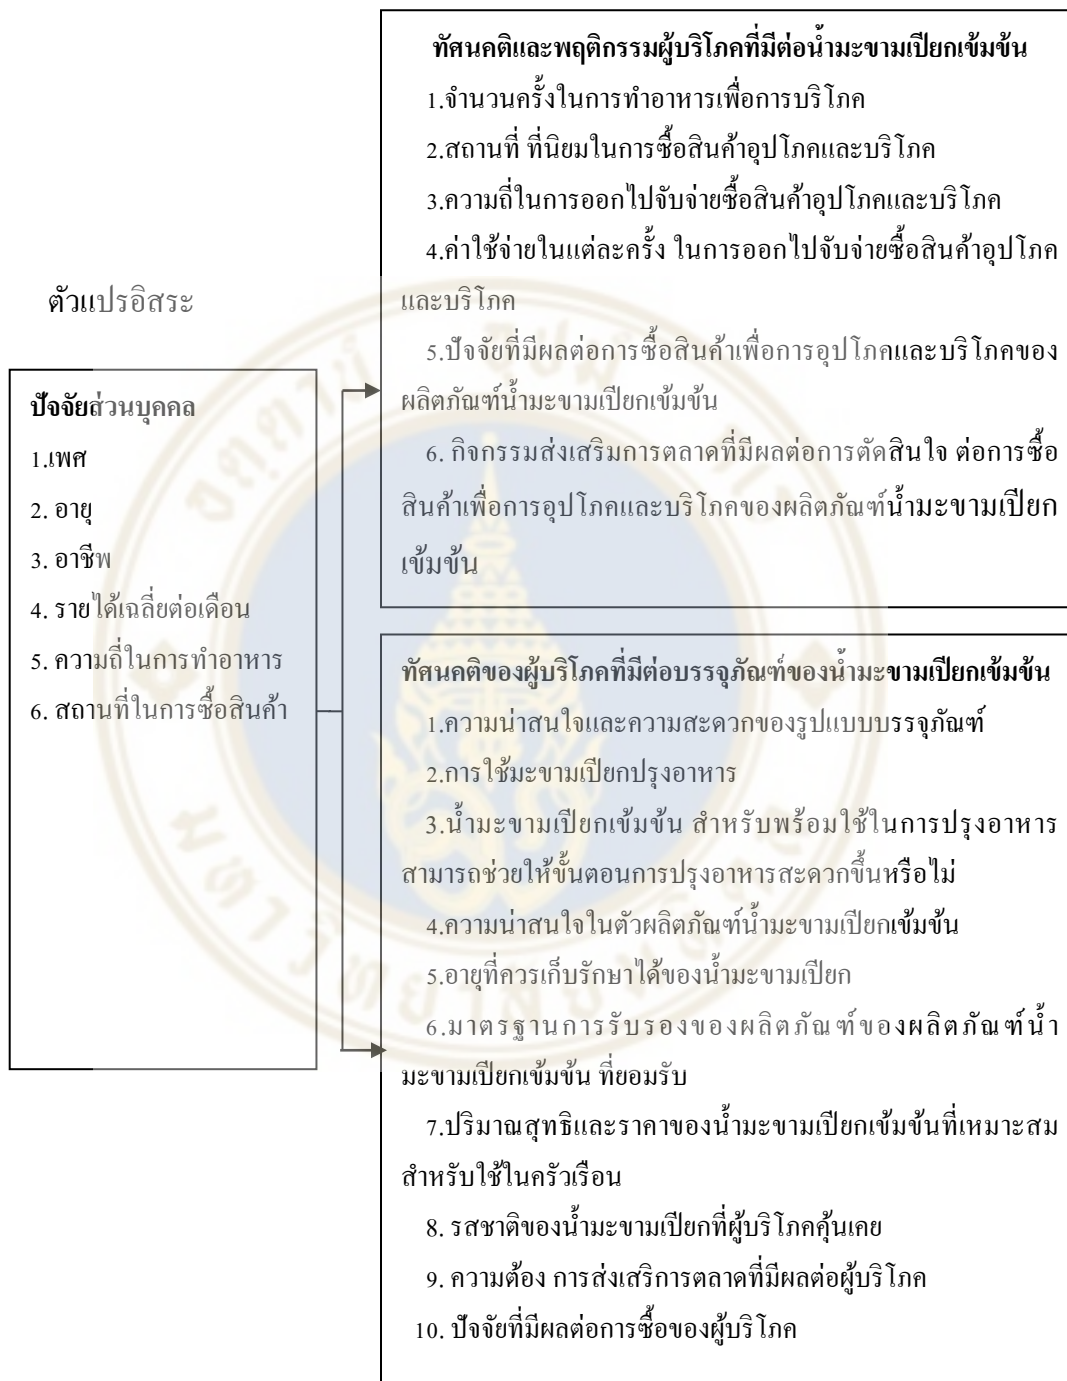 ทัศนคติและพฤติกรรมผู้บริโภคที่มีต่อน้ำมะขามเปียกเข้มข้น
1.จำนวนครั้งในการทำอาหารเพื่อการบริโภค
2.สถานที่ ที่นิยมในการซื้อสินค้าอุปโภคและบริโภค
3.ความถี่ในการออกไปจับจ่ายซื้อสินค้าอุปโภคและบริโภค
4.ค่าใช้จ่ายในแต่ละครั้ง ในการออกไปจับจ่ายซื้อสินค้าอุปโภค
และบริโภค
5.ปัจจัยที่มีผลต่อการซื้อสินค้าเพื่อการอุปโภคและบริโภคของ
ผลิตภัณฑ์น้ำมะขามเปียกเข้มข้น
6. กิจกรรมส่งเสริมการตลาดที่มีผลต่อการตัดสินใจ ต่อการซื้อ
สินค้าเพื่อการอุปโภคและบริโภคของผลิตภัณฑ์น้ำมะขามเปียก
เข้มข้น
ตัวแปรอิสระ
ปัจจัยส่วนบุคคล
1.เพศ
2. อายุ
3. อาชีพ
4. รายได้เฉลี่ยต่อเดือน
5. ความถี่ในการทำอาหาร
6. สถานที่ในการซื้อสินค้า
ทัศนคติของผู้บริโภคที่มีต่อบรรจุภัณฑ์ของน้ำมะขามเปียกเข้มข้น
1.ความน่าสนใจและความสะดวกของรูปแบบบรรจุภัณฑ์
2.การใช้มะขามเปียกปรุงอาหาร
3.น้ำมะขามเปียกเข้มข้น สำหรับพร้อมใช้ในการปรุงอาหาร
สามารถช่วยให้ขั้นตอนการปรุงอาหารสะดวกขึ้นหรือไม่
4.ความน่าสนใจในตัวผลิตภัณฑ์น้ำมะขามเปียกเข้มข้น
5.อายุที่ควรเก็บรักษาได้ของน้ำมะขามเปียก
6.มาตรฐานการรับรองของผลิตภัณฑ์ของผลิตภัณฑ์น้ำ
มะขามเปียกเข้มข้น ที่ยอมรับ
7.ปริมาณสุทธิและราคาของน้ำมะขามเปียกเข้มข้นที่เหมาะสม
สำหรับใช้ในครัวเรือน
8. รสชาติของน้ำมะขามเปียกที่ผู้บริโภคคุ้นเคย
9. ความต้อง การส่งเสริการตลาดที่มีผลต่อผู้บริโภค
10. ปัจจัยที่มีผลต่อการซื้อของผู้บริโภค